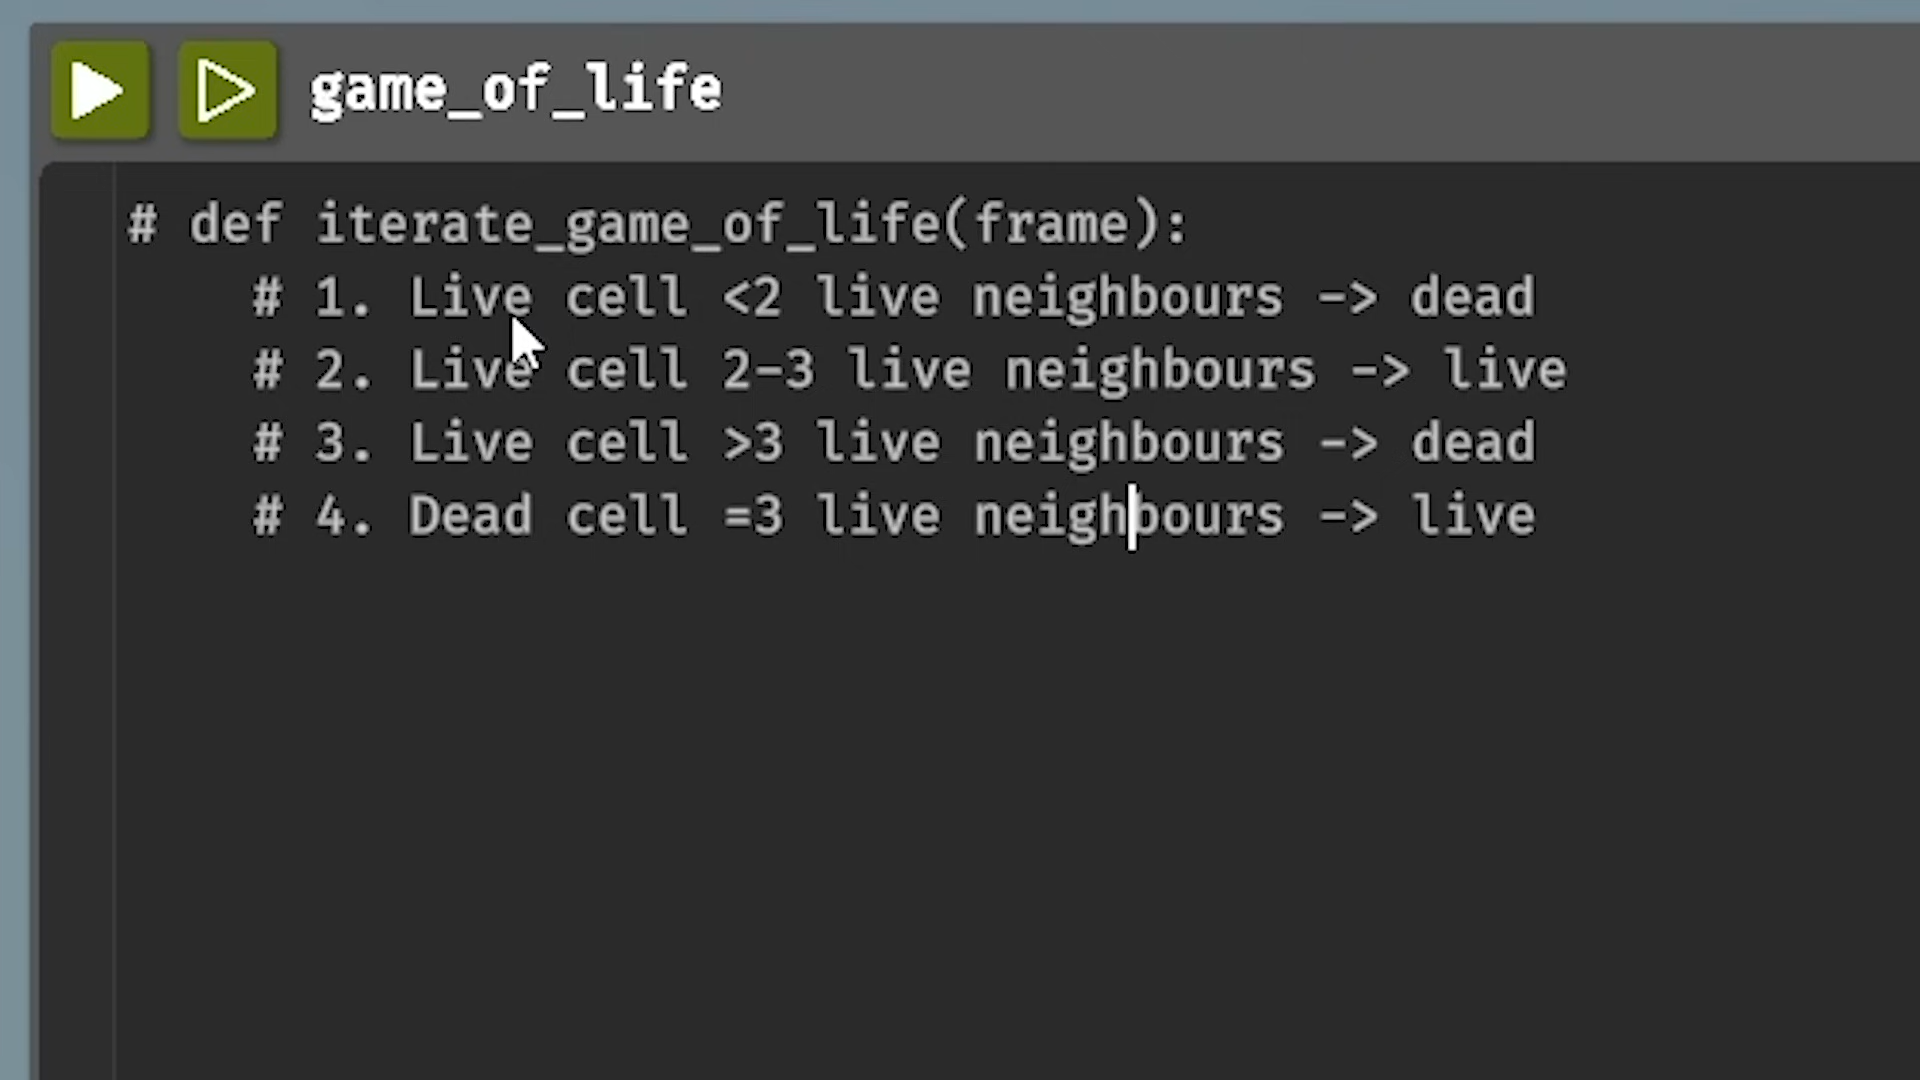 game_of_life
# def iterate_game_of_life(frame):
# 1. Live cell <2 live neighbours -> dead
# 2. Live cell 2-3 live neighbours -> live
# 3. Live cell >3 live neighbours -> dead
# 4. Dead cell =3 live neighbours -> live